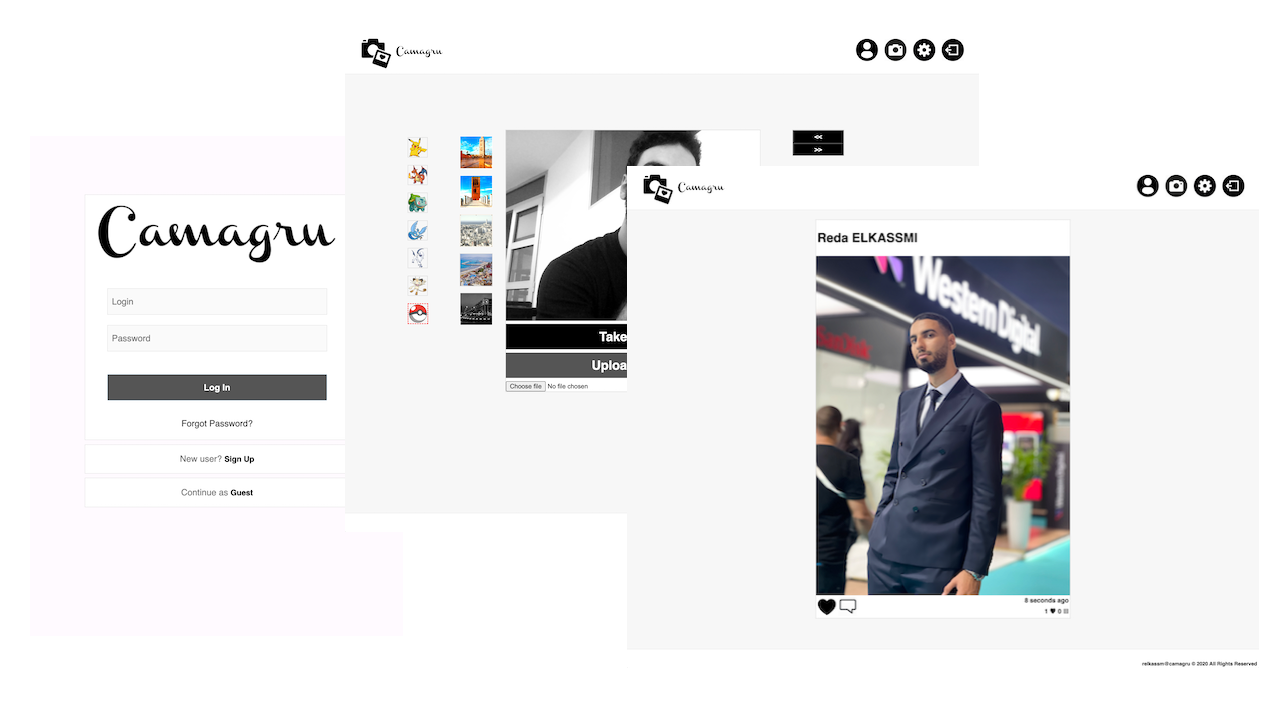 Camagru
Login
Password
Log In
Forgot Password?
New user? Sign Up
Continue as Guest
Camagru
<<
>>
Take
Uploa
Choose file No file chosen
Camagru
Reda ELKASSMI
Western Digital
SanDisk
8 seconds ago
1 0
relkassm@camagru © 2020 All Rights Reserved